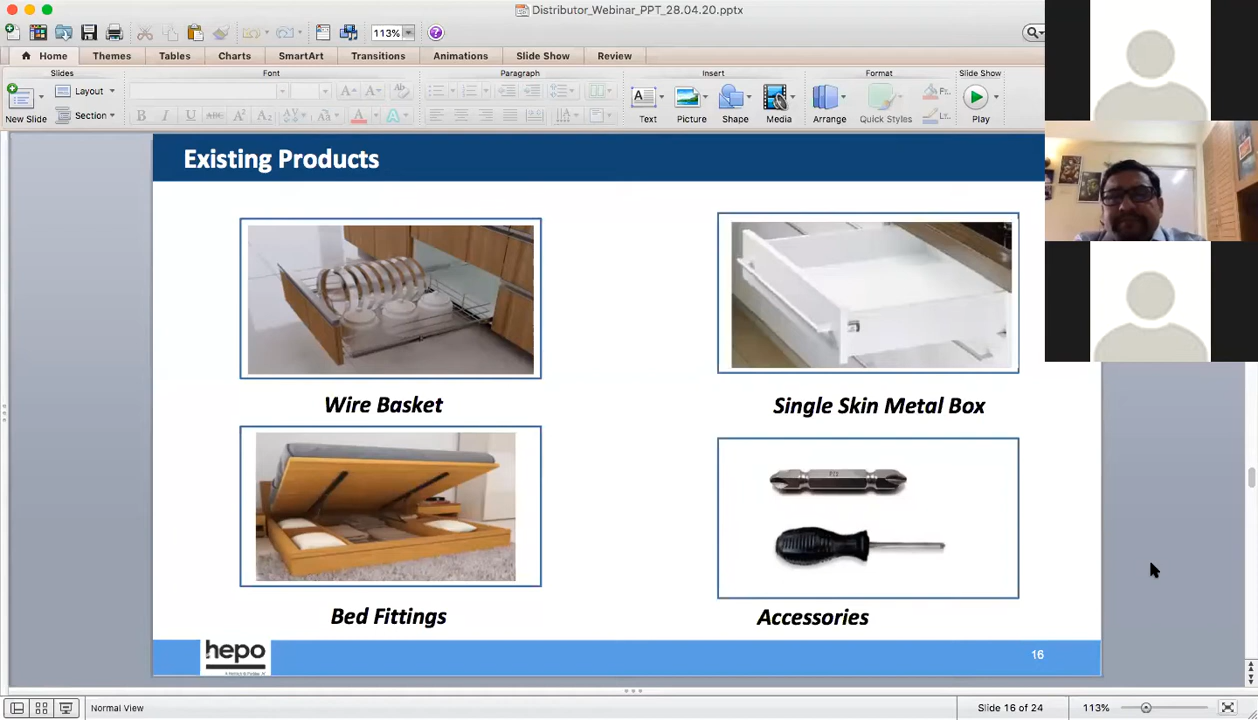 Distributor_Webinar_PPT_28.04.20.pptx
113%
Home Themes Tables Charts SmartArt Transitions Animations Slide Show Review
Slides Font Paragraph Insert Format Slide Show
New Slide Layout Section Text Picture Shape Media Arrange Quick Styles Play
Existing Products
Wire Basket
Single Skin Metal Box
Bed Fittings
Accessories
hepo
16
Normal View Slide 16 of 24 113%